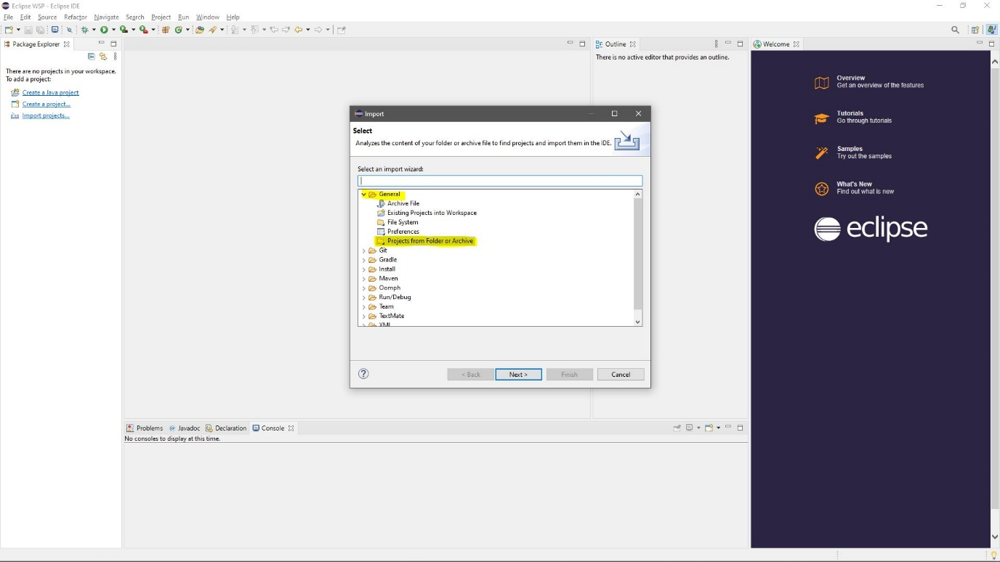 Eclipse WSP - Eclipse IDE
File Edit Source Refactor Navigate Search Project Run Window Help
Package Explorer
There are no projects in your workspace.
To add a project:
Create a Java project
Create a project...
Import projects...
Outline
There is no active editor that provides an outline.
Welcome
Overview
Get an overview of the features
Tutorials
Go through tutorials
Samples
Try out the samples
What's New
Find out what is new
eclipse
Import
Select
Analyzes the content of your folder or archive file to find projects and import them in the IDE.
Select an import wizard:
General
Archive File
Existing Projects into Workspace
File System
Preferences
Projects from Folder or Archive
Git
Gradle
Install
Maven
Oomph
Run/Debug
Team
TextMate
XML
< Back Next > Finish Cancel
Problems @ Javadoc Declaration Console
No consoles to display at this time.